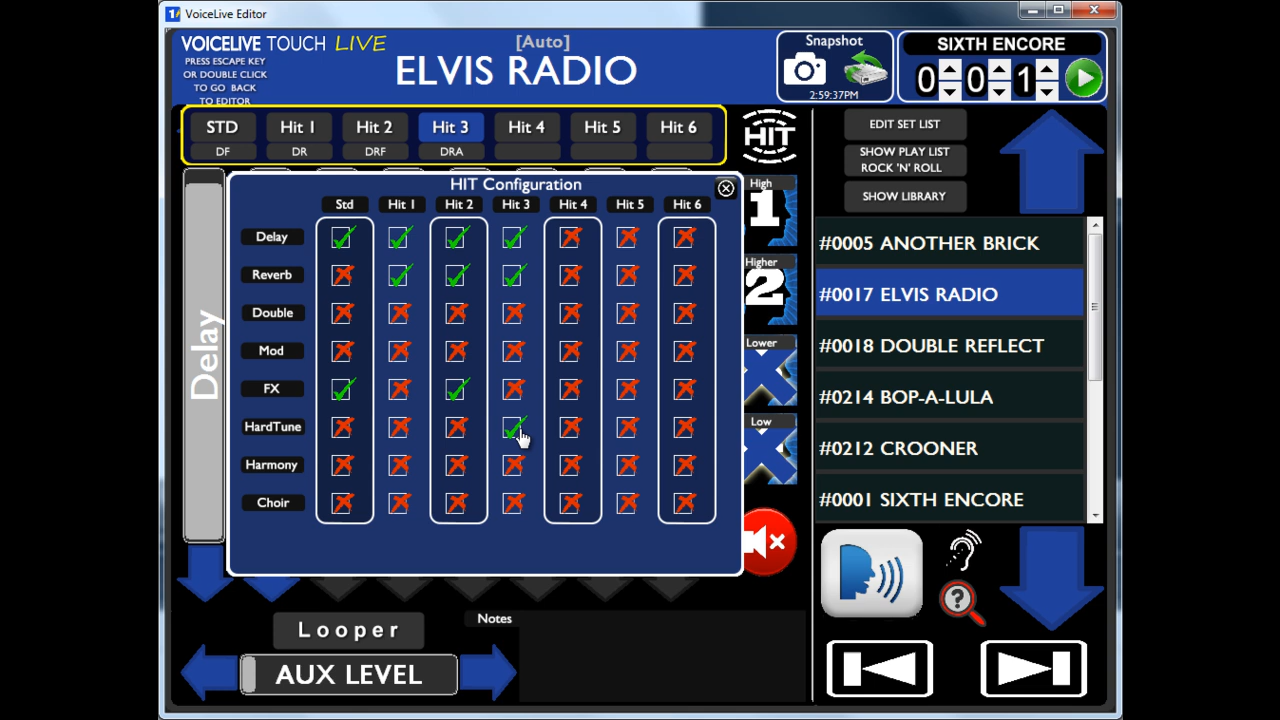 VoiceLive Editor
VOICELIVE TOUCH LIVE
PRESS ESCAPE KEY
OR DOUBLE CLICK
TO GO BACK
TO EDITOR
[Auto]
ELVIS RADIO
Snapshot
2:59:37PM
SIXTH ENCORE
0 0 1
STD Hit 1 Hit 2 Hit 3 Hit 4 Hit 5 Hit 6
DF DR DRF DRA
HIT
EDIT SET LIST
SHOW PLAY LIST
ROCK 'N' ROLL
SHOW LIBRARY
Delay
HIT Configuration
Std Hit 1 Hit 2 Hit 3 Hit 4 Hit 5 Hit 6
Delay
Reverb
Double
Mod
FX
HardTune
Harmony
Choir
High
1
Higher
2
Lower
Low
#0005 ANOTHER BRICK
#0017 ELVIS RADIO
#0018 DOUBLE REFLECT
#0214 BOP-A-LULA
#0212 CROONER
#0001 SIXTH ENCORE
?
Looper
Notes
AUX LEVEL